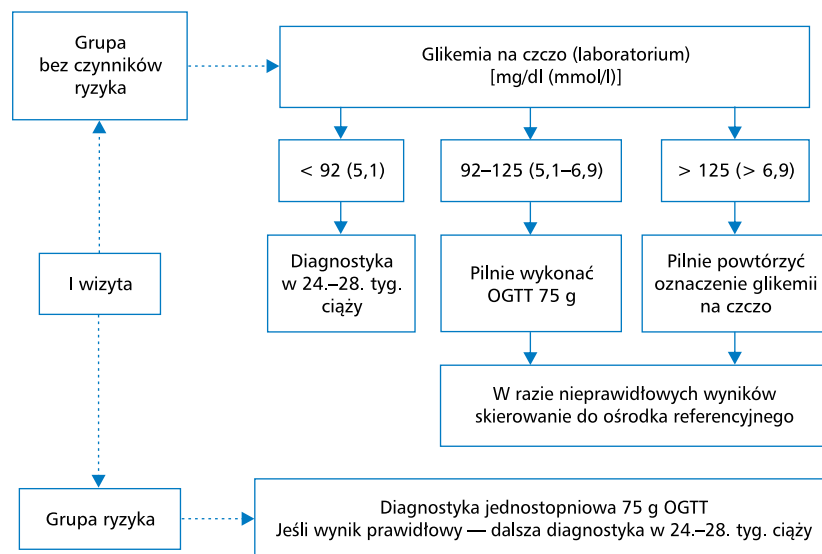 Grupa
bez czynników
ryzyka
Glikemia na czczo (laboratorium)
[mg/dl (mmol/l)]
< 92 (5,1)
92–125 (5,1–6,9)
> 125 (> 6,9)
Diagnostyka
w 24.–28. tyg.
ciąży
Pilnie wykonać
OGTT 75 g
Pilnie powtórzyć
oznaczenie glikemii
na czczo
I wizyta
W razie nieprawidłowych wyników
skierowanie do ośrodka referencyjnego
Grupa ryzyka
Diagnostyka jednostopniowa 75 g OGTT
Jeśli wynik prawidłowy — dalsza diagnostyka w 24.–28. tyg. ciąży